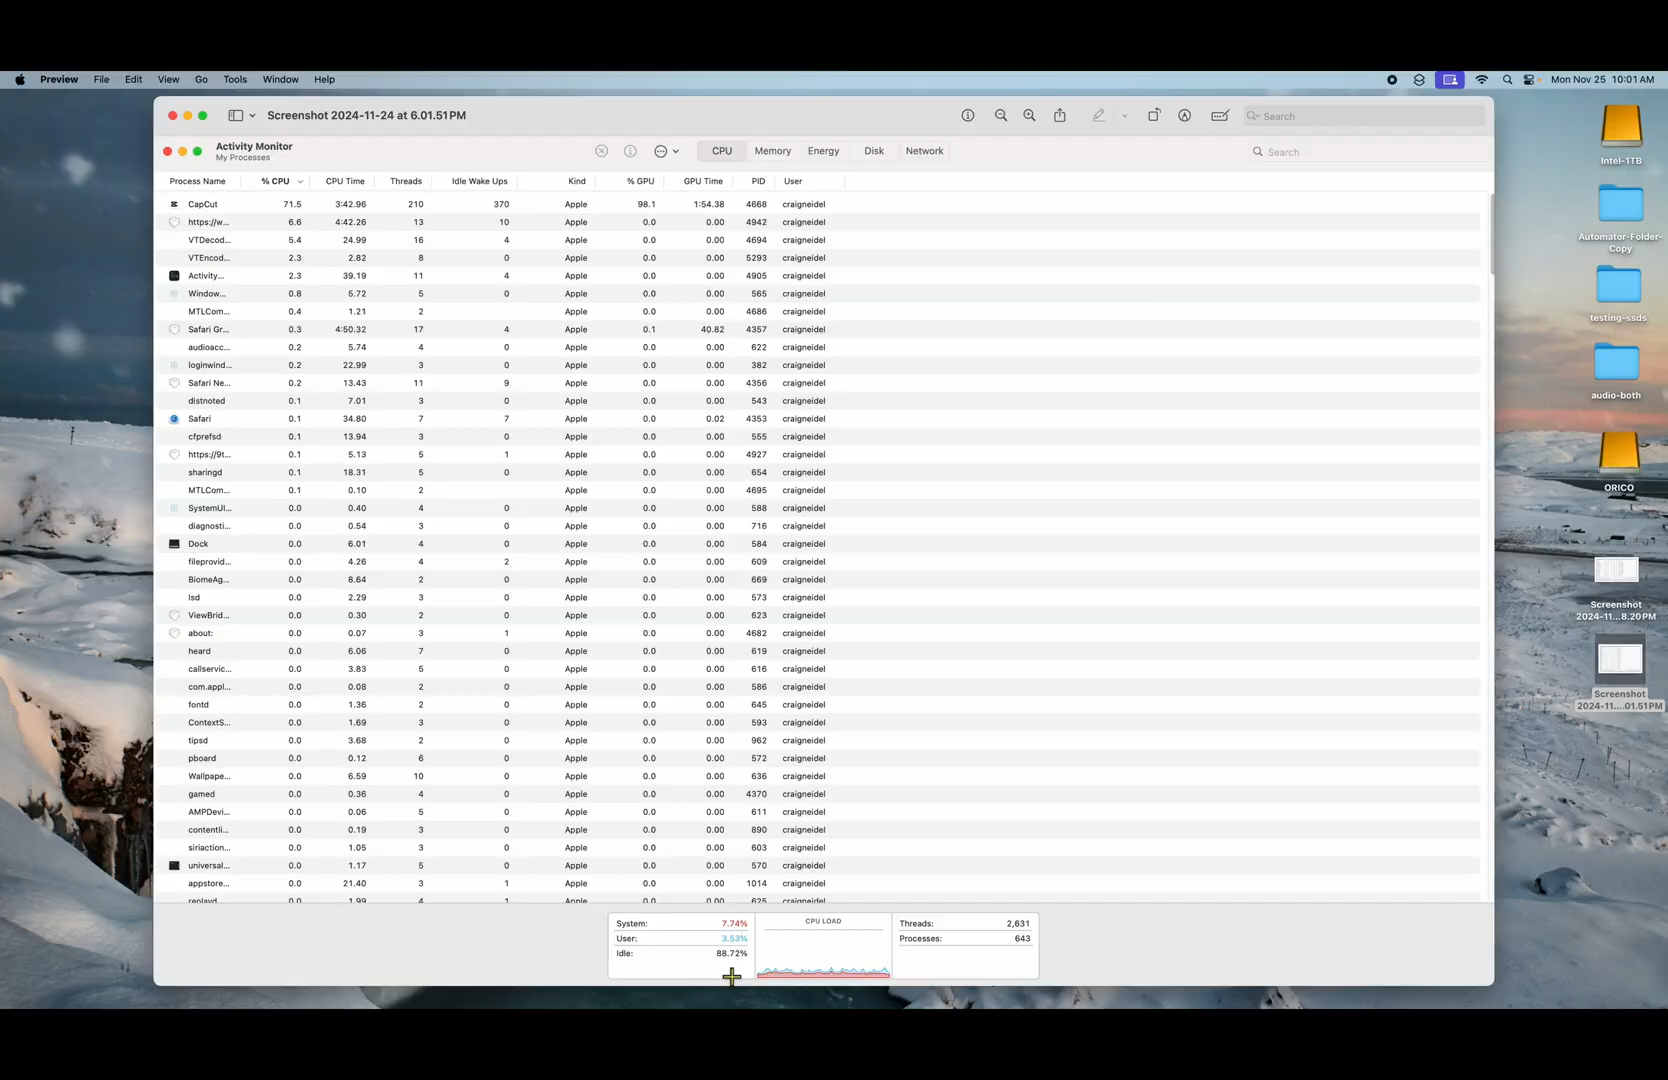 Preview File Edit View Go Tools Window Help Mon Nov 25 10:01 AM
Screenshot 2024-11-24 at 6.01.51 PM Search
Activity Monitor
My Processes
CPU Memory Energy Disk Network Search
Process Name % CPU CPU Time Threads Idle Wake Ups Kind % GPU GPU Time PID User
CapCut 71.5 3:42.96 210 370 Apple 98.1 1:54.38 4668 craigneidel
https://w... 6.6 4:42.26 13 10 Apple 0.0 0.00 4942 craigneidel
VTDecod... 5.4 24.99 16 4 Apple 0.0 0.00 4694 craigneidel
VTEncod... 2.3 2.82 8 0 Apple 0.0 0.00 5293 craigneidel
Activity... 2.3 39.19 11 4 Apple 0.0 0.00 4905 craigneidel
Window... 0.8 5.72 5 0 Apple 0.0 0.00 565 craigneidel
MTLCom... 0.4 1.21 2 Apple 0.0 0.00 4686 craigneidel
Safari Gr... 0.3 4:50.32 17 4 Apple 0.1 40.82 4357 craigneidel
audioacc... 0.2 5.74 4 0 Apple 0.0 0.00 622 craigneidel
loginwind... 0.2 22.99 3 0 Apple 0.0 0.00 382 craigneidel
Safari Ne... 0.2 13.43 11 9 Apple 0.0 0.00 4356 craigneidel
distnoted 0.1 7.01 3 0 Apple 0.0 0.00 543 craigneidel
Safari 0.1 34.80 7 7 Apple 0.0 0.02 4353 craigneidel
cfprefsd 0.1 13.94 3 0 Apple 0.0 0.00 555 craigneidel
https://9t... 0.1 5.13 5 1 Apple 0.0 0.00 4927 craigneidel
sharingd 0.1 18.31 5 0 Apple 0.0 0.00 654 craigneidel
MTLCom... 0.1 0.10 2 Apple 0.0 0.00 4695 craigneidel
SystemUI... 0.0 0.40 4 0 Apple 0.0 0.00 588 craigneidel
diagnosti... 0.0 0.54 3 0 Apple 0.0 0.00 716 craigneidel
Dock 0.0 6.01 4 0 Apple 0.0 0.00 584 craigneidel
fileprovid... 0.0 4.26 4 2 Apple 0.0 0.00 609 craigneidel
BiomeAg... 0.0 8.64 2 0 Apple 0.0 0.00 669 craigneidel
lsd 0.0 2.29 3 0 Apple 0.0 0.00 573 craigneidel
ViewBrid... 0.0 0.30 2 0 Apple 0.0 0.00 623 craigneidel
about: 0.0 0.07 3 1 Apple 0.0 0.00 4682 craigneidel
heard 0.0 6.06 7 0 Apple 0.0 0.00 619 craigneidel
callservic... 0.0 3.83 5 0 Apple 0.0 0.00 616 craigneidel
com.appl... 0.0 0.08 2 0 Apple 0.0 0.00 586 craigneidel
fontd 0.0 1.36 2 0 Apple 0.0 0.00 645 craigneidel
ContextS... 0.0 1.69 3 0 Apple 0.0 0.00 593 craigneidel
tipsd 0.0 3.68 2 0 Apple 0.0 0.00 962 craigneidel
pboard 0.0 0.12 6 0 Apple 0.0 0.00 572 craigneidel
Wallpape... 0.0 6.59 10 0 Apple 0.0 0.00 636 craigneidel
gamed 0.0 0.36 4 0 Apple 0.0 0.00 4370 craigneidel
AMPDevi... 0.0 0.06 5 0 Apple 0.0 0.00 611 craigneidel
contentli... 0.0 0.19 3 0 Apple 0.0 0.00 890 craigneidel
siriaction... 0.0 1.05 3 0 Apple 0.0 0.00 603 craigneidel
universal... 0.0 1.17 5 0 Apple 0.0 0.00 570 craigneidel
appstore... 0.0 21.40 3 1 Apple 0.0 0.00 1014 craigneidel
replayd 0.0 1.99 4 1 Apple 0.0 0.00 625 craigneidel
System: 7.74%
User: 3.53%
Idle: 88.72%
CPU LOAD
Threads: 2,631
Processes: 643
Intel-1TB
Automator-Folder-
Copy
testing-ssds
audio-both
ORICO
Screenshot
2024-11...8.20 PM
Screenshot
2024-11....01.51 PM